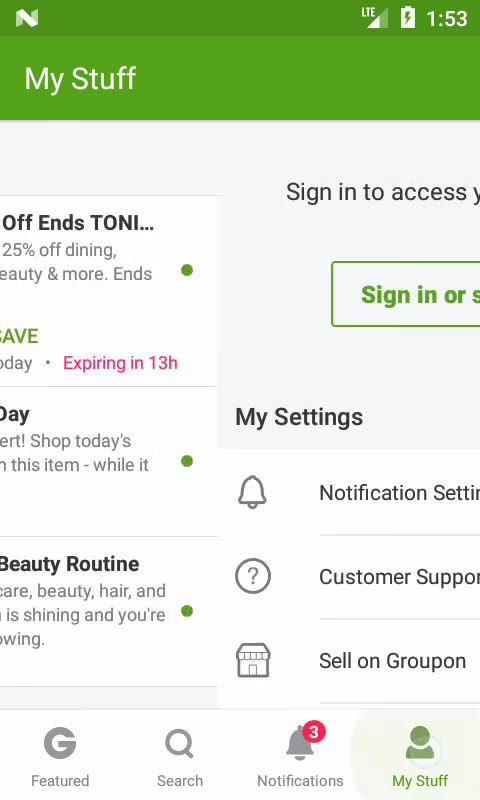 LTE 1:53
My Stuff
Off Ends TONI...
25% off dining,
eauty & more. Ends
SAVE
oday • Expiring in 13h
Day
ert! Shop today's
n this item - while it
Beauty Routine
care, beauty, hair, and
n is shining and you're
owing.
Sign in to access y
Sign in or s
My Settings
Notification Settin
? Customer Suppor
Sell on Groupon
G
3
Featured
Search
Notifications
My Stuff